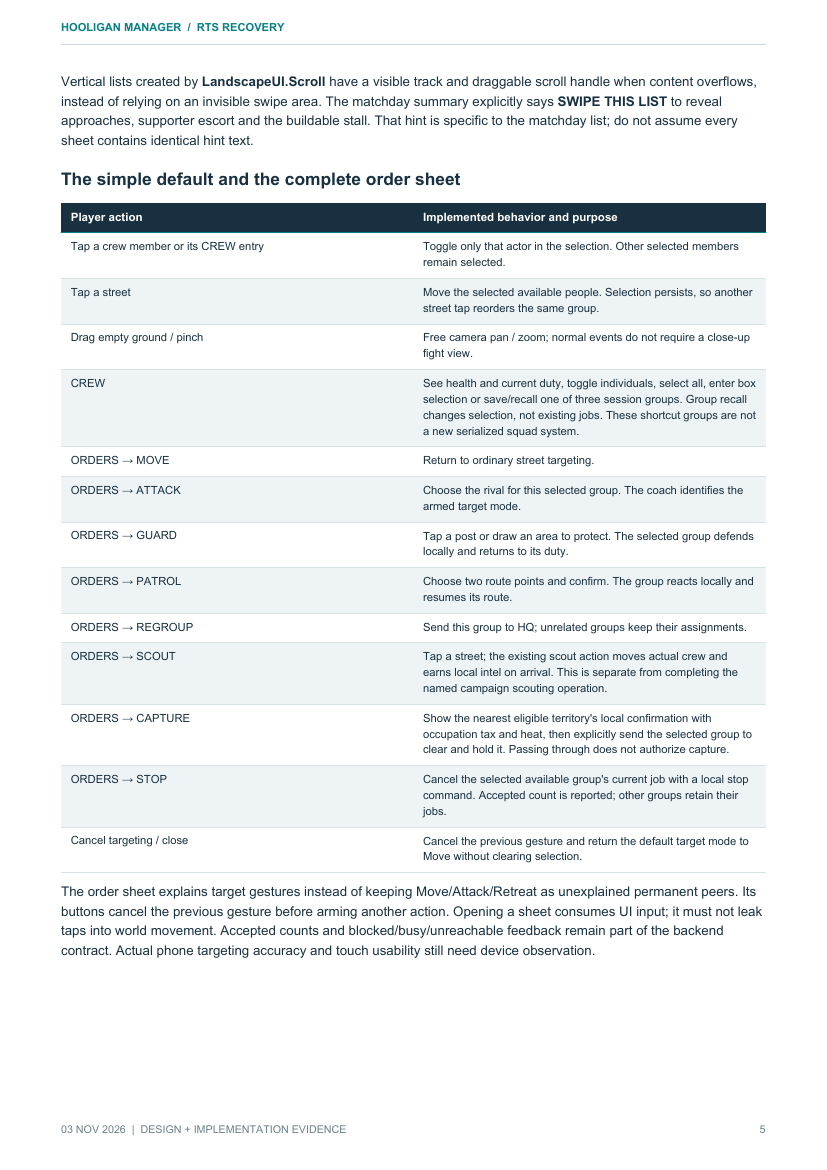 HOOLIGAN MANAGER / RTS RECOVERY
Vertical lists created by LandscapeUI.Scroll have a visible track and draggable scroll handle when content overflows,
instead of relying on an invisible swipe area. The matchday summary explicitly says SWIPE THIS LIST to reveal
approaches, supporter escort and the buildable stall. That hint is specific to the matchday list; do not assume every
sheet contains identical hint text.
The simple default and the complete order sheet
Player action
Implemented behavior and purpose
Tap a crew member or its CREW entry
Toggle only that actor in the selection. Other selected members
remain selected.
Tap a street
Move the selected available people. Selection persists, so another
street tap reorders the same group.
Drag empty ground / pinch
Free camera pan / zoom; normal events do not require a close-up
fight view.
CREW
See health and current duty, toggle individuals, select all, enter box
selection or save/recall one of three session groups. Group recall
changes selection, not existing jobs. These shortcut groups are not
a new serialized squad system.
ORDERS → MOVE
Return to ordinary street targeting.
ORDERS → ATTACK
Choose the rival for this selected group. The coach identifies the
armed target mode.
ORDERS → GUARD
Tap a post or draw an area to protect. The selected group defends
locally and returns to its duty.
ORDERS → PATROL
Choose two route points and confirm. The group reacts locally and
resumes its route.
ORDERS → REGROUP
Send this group to HQ; unrelated groups keep their assignments.
ORDERS → SCOUT
Tap a street; the existing scout action moves actual crew and
earns local intel on arrival. This is separate from completing the
named campaign scouting operation.
ORDERS → CAPTURE
Show the nearest eligible territory's local confirmation with
occupation tax and heat, then explicitly send the selected group to
clear and hold it. Passing through does not authorize capture.
ORDERS → STOP
Cancel the selected available group's current job with a local stop
command. Accepted count is reported; other groups retain their
jobs.
Cancel targeting / close
Cancel the previous gesture and return the default target mode to
Move without clearing selection.
The order sheet explains target gestures instead of keeping Move/Attack/Retreat as unexplained permanent peers. Its
buttons cancel the previous gesture before arming another action. Opening a sheet consumes UI input; it must not leak
taps into world movement. Accepted counts and blocked/busy/unreachable feedback remain part of the backend
contract. Actual phone targeting accuracy and touch usability still need device observation.
03 NOV 2026 | DESIGN + IMPLEMENTATION EVIDENCE
5